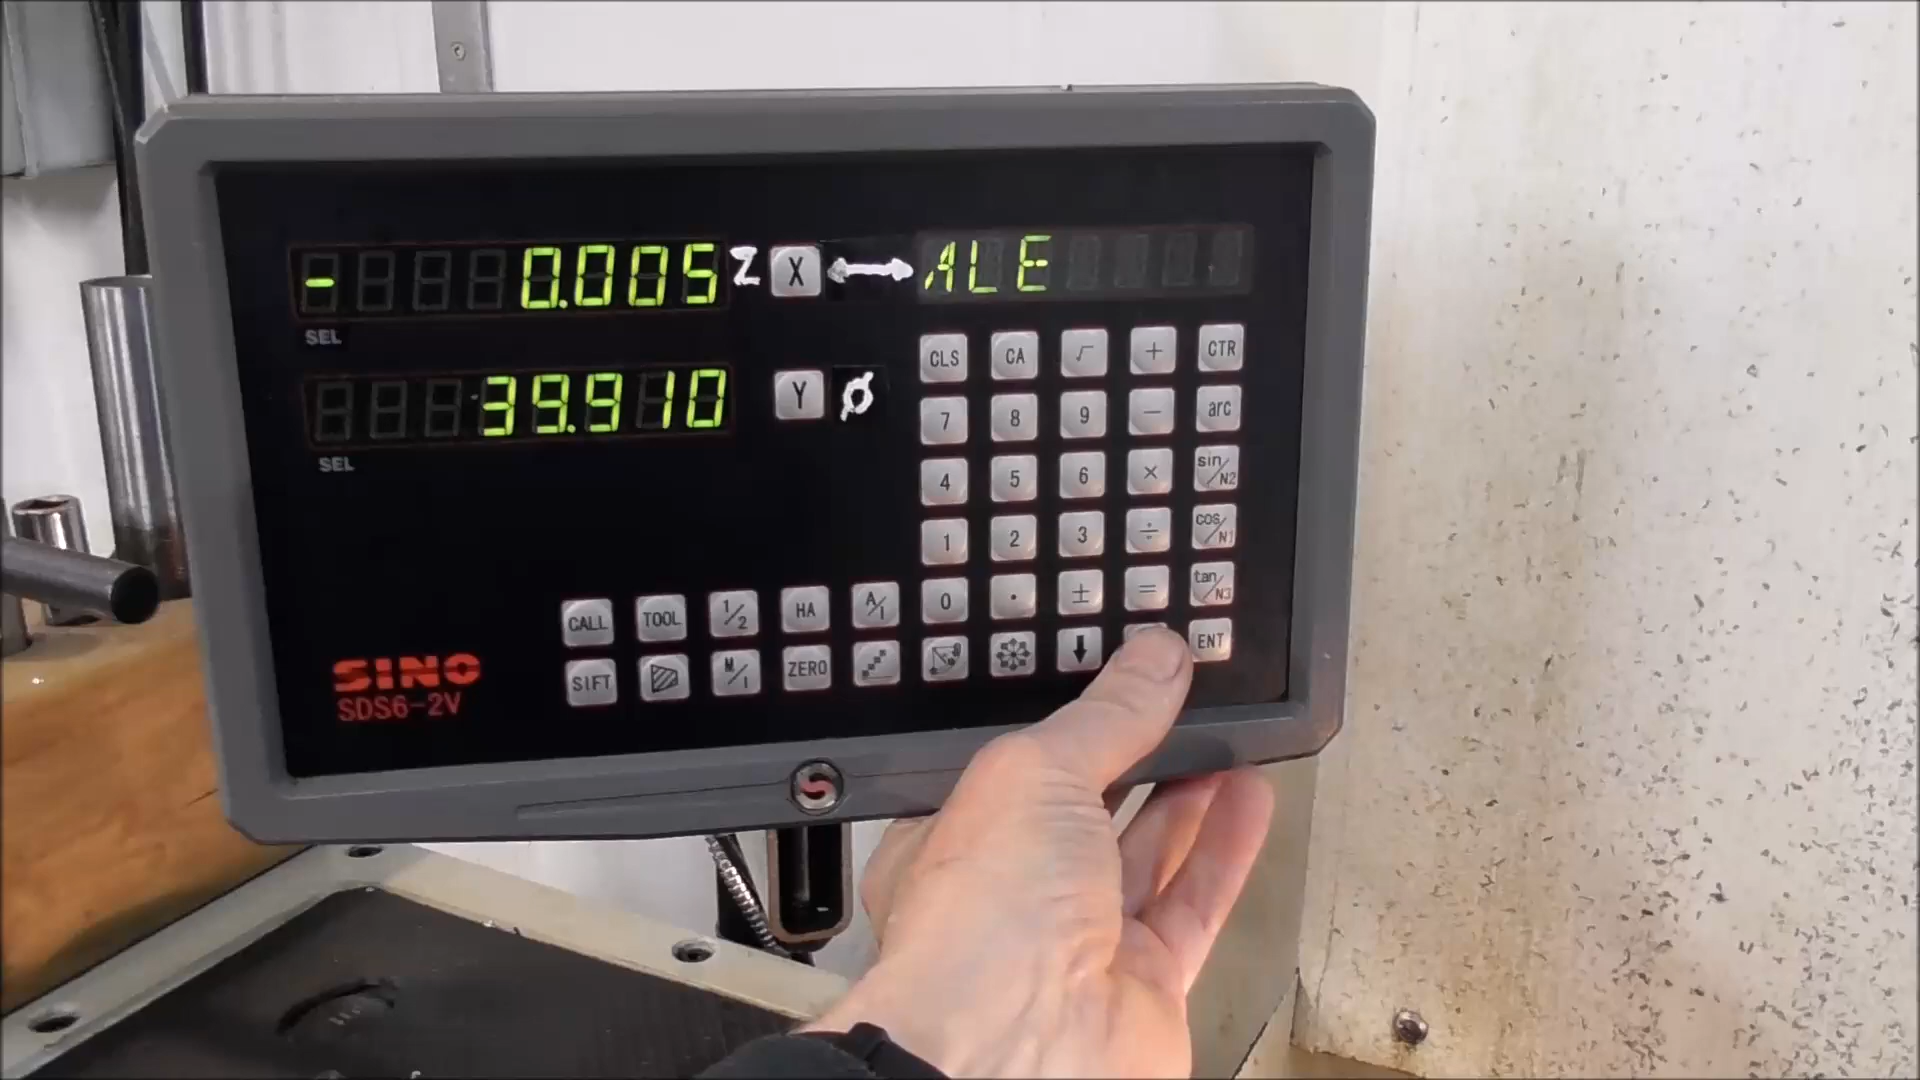 - 0.005 Z X ALE
SEL
39.910 Y ø
SEL
CLS CA √ + CTR
7 8 9 − arc
4 5 6 × sin/N2
1 2 3 ÷ cos/N1
CALL TOOL 1/2 HA A/I 0 . ± = tan/N3
SIFT M/I ZERO ENT
SINO
SDS6-2V